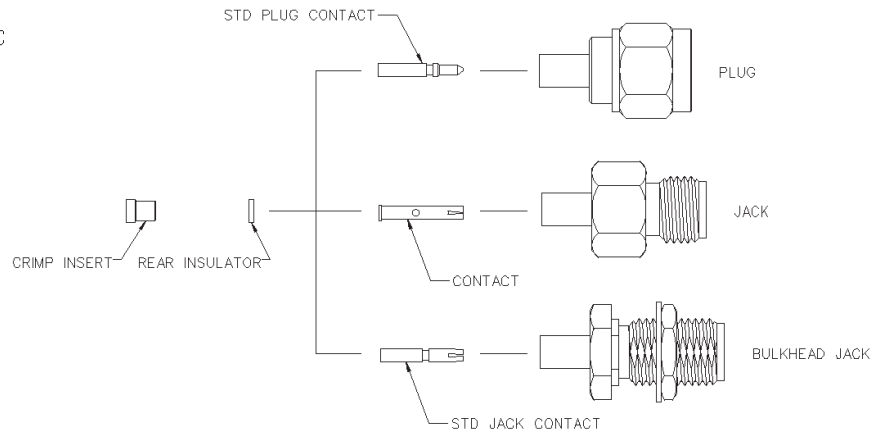 STD PLUG CONTACT
C
PLUG
JACK
CRIMP INSERT
REAR INSULATOR
CONTACT
BULKHEAD JACK
STD JACK CONTACT